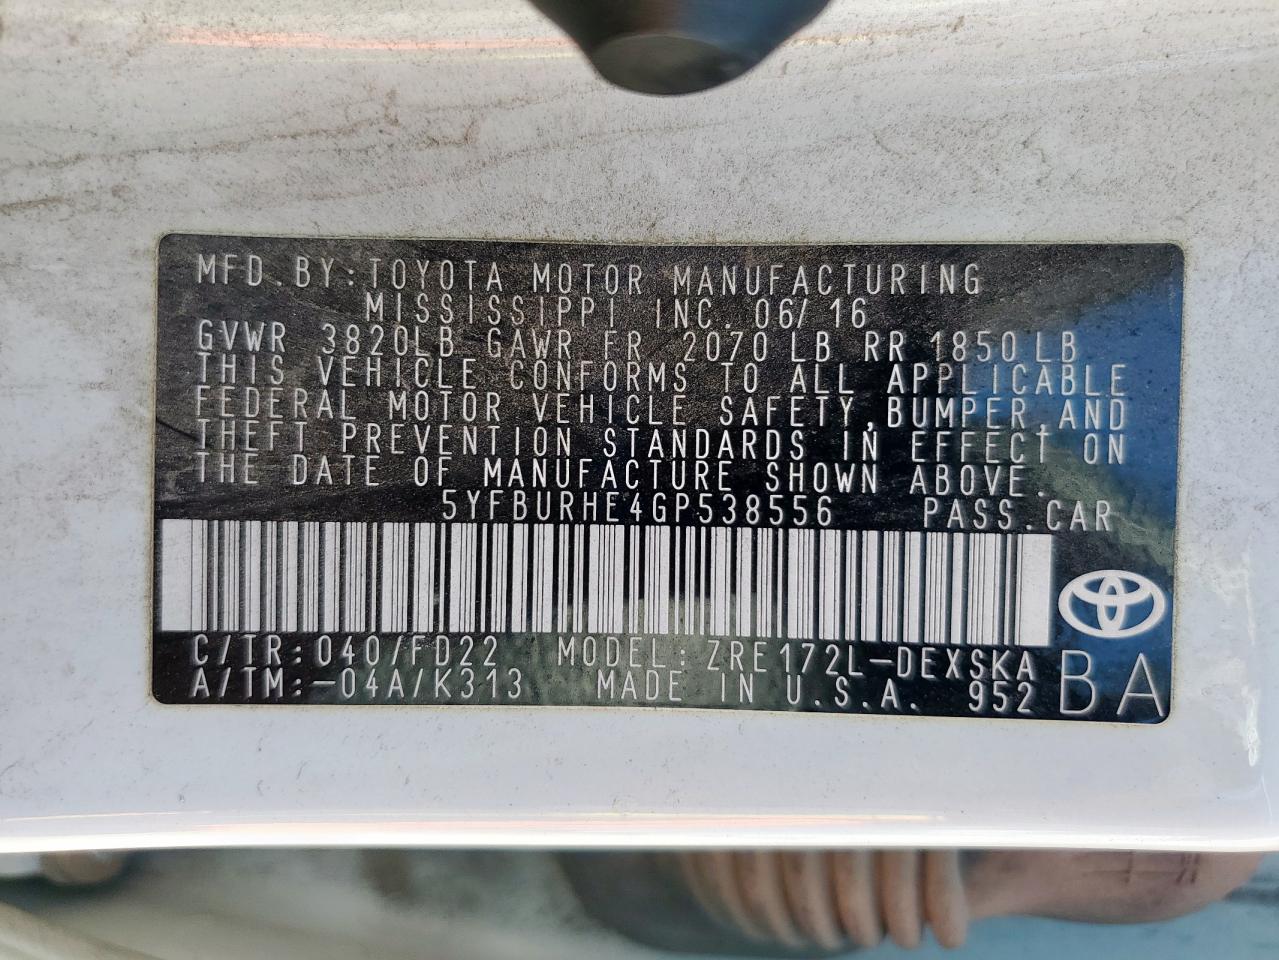 MFD.BY:TOYOTA MOTOR MANUFACTURING
MISSISSIPPI INC. 06/16
GVWR 3820LB GAWR FR 2070LB RR 1850LB
THIS VEHICLE CONFORMS TO ALL APPLICABLE
FEDERAL MOTOR VEHICLE SAFETY,BUMPER,AND
THEFT PREVENTION STANDARDS IN EFFECT ON
THE DATE OF MANUFACTURE SHOWN ABOVE.
5YFBURHE4GP538556 PASS.CAR
C/TR:040/FD22 MODEL:ZRE172L-DEXSKA
A/TM:-04A/K313 MADE IN U.S.A. 952 BA